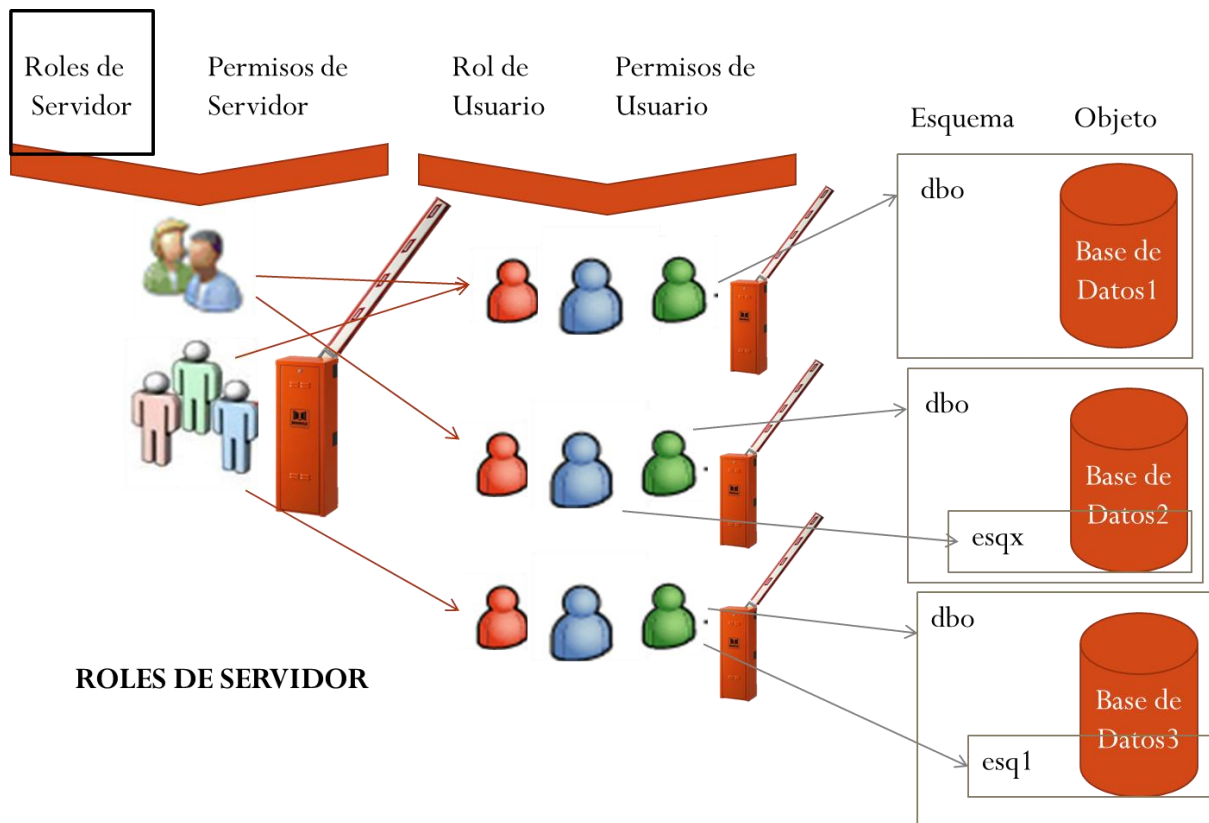 Roles de
Servidor
Permisos de
Servidor
Rol de
Usuario
Permisos de
Usuario
Esquema
Objeto
dbo
Base de
Datos1
dbo
Base de
Datos2
esqx
dbo
Base de
Datos3
esq1
ROLES DE SERVIDOR